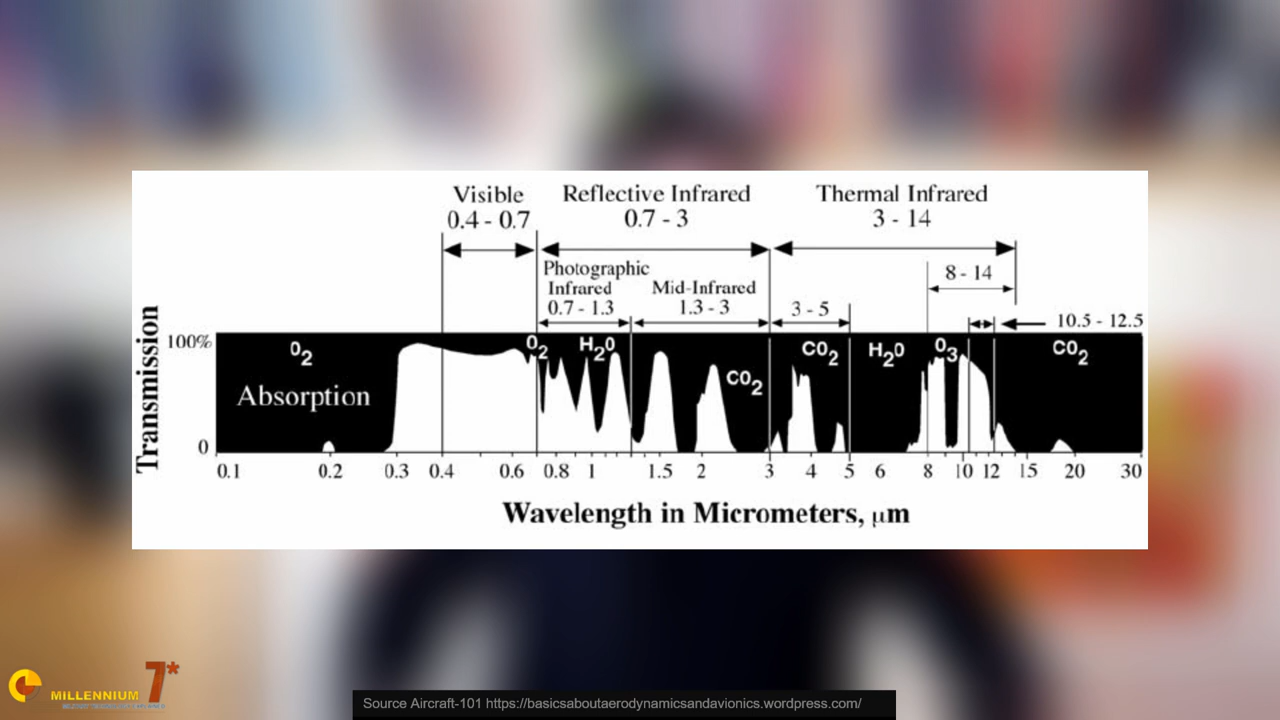 Visible
0.4 - 0.7
Reflective Infrared
0.7 - 3
Thermal Infrared
3 - 14
Photographic
Infrared
0.7 - 1.3
Mid-Infrared
1.3 - 3
3 - 5
8 - 14
10.5 - 12.5
Transmission
100%
0
O2
Absorption
O2
H2O
CO2
CO2
H2O
O3
CO2
0.1 0.2 0.3 0.4 0.6 0.8 1 1.5 2 3 4 5 6 8 10 12 15 20 30
Wavelength in Micrometers, µm
MILLENNIUM 7*
Source Aircraft-101 https://basicsaboutaerodynamicsandavionics.wordpress.com/